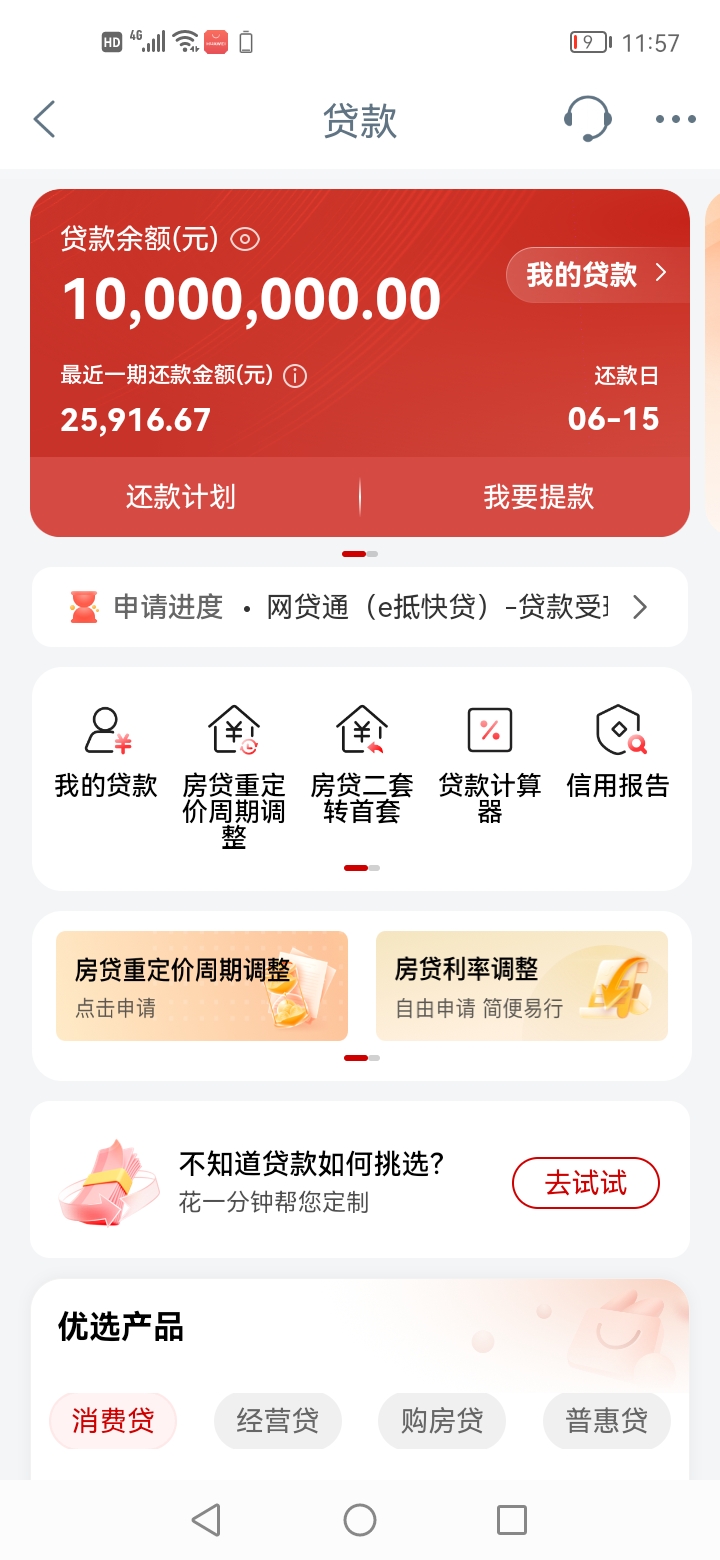 HD 4G HUAWEI 9 11:57
贷款
贷款余额(元)
10,000,000.00
我的贷款
最近一期还款金额(元)
还款日
25,916.67
06-15
还款计划
我要提款
申请进度 · 网贷通（e抵快贷）-贷款受
我的贷款
房贷重定价周期调整
房贷二套转首套
贷款计算器
信用报告
房贷重定价周期调整
点击申请
房贷利率调整
自由申请 简便易行
不知道贷款如何挑选?
花一分钟帮您定制
去试试
优选产品
消费贷
经营贷
购房贷
普惠贷